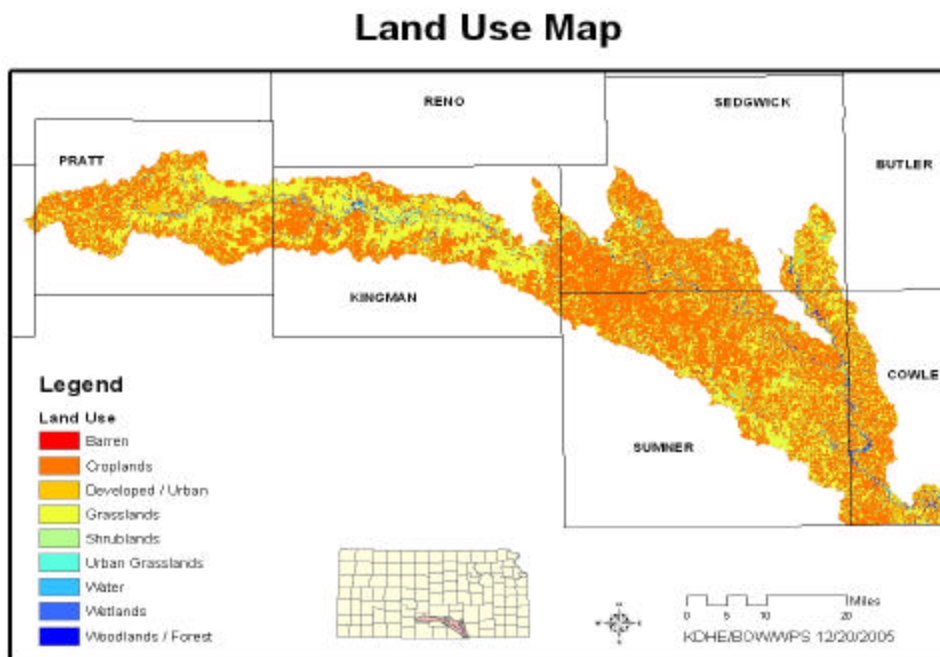 Land Use Map
RENO
SEDGWICK
PRATT
BUTLER
KINGMAN
COWLE
SUMNER
Legend
Land Use
Barren
Croplands
Developed / Urban
Grasslands
Shrublands
Urban Grasslands
Water
Wetlands
Woodlands / Forest
Miles
0 5 10 20
KDHE/BOW/WPS 12/20/2005